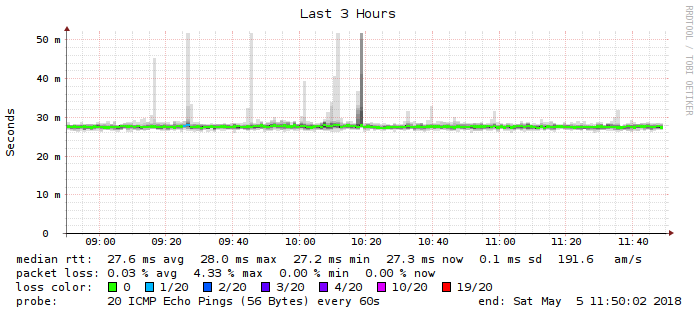 Last 3 Hours
RRDTOOL / TOBI OETIKER
Seconds
50 m
40 m
30 m
20 m
10 m
0
09:00 09:20 09:40 10:00 10:20 10:40 11:00 11:20 11:40
median rtt: 27.6 ms avg 28.0 ms max 27.2 ms min 27.3 ms now 0.1 ms sd 191.6 am/s
packet loss: 0.03 % avg 4.33 % max 0.00 % min 0.00 % now
loss color: 0 1/20 2/20 3/20 4/20 10/20 19/20
probe: 20 ICMP Echo Pings (56 Bytes) every 60s end: Sat May 5 11:50:02 2018